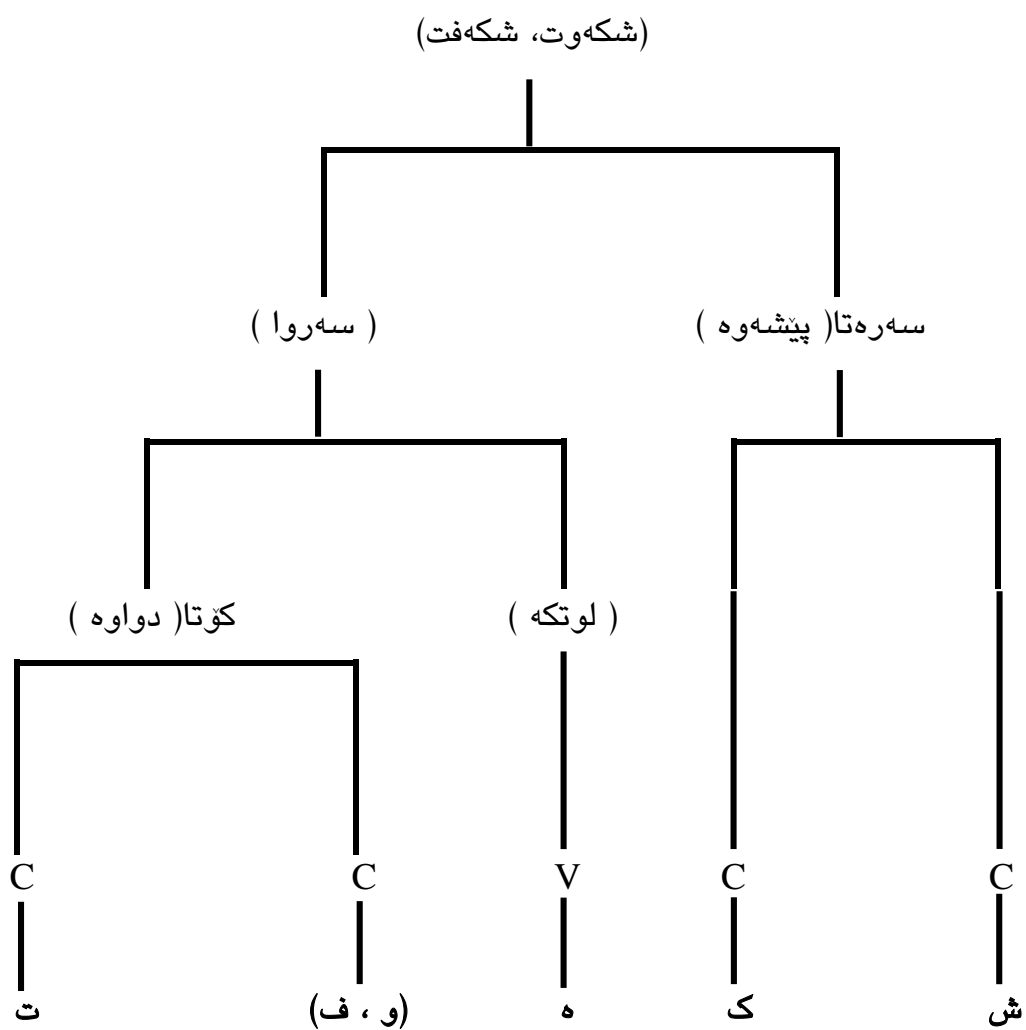 (شکەوت، شکەفت)
سەرەتا( پێشەوە ) ( سەروا )
( لوتکە ) کۆتا( دواوە )
C C V C C
ش ک ە (و ، ف) ت